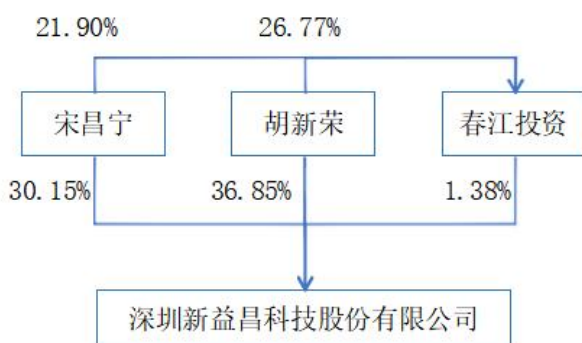 21.90% 26.77%
宋昌宁 胡新荣 春江投资
30.15% 36.85% 1.38%
深圳新益昌科技股份有限公司